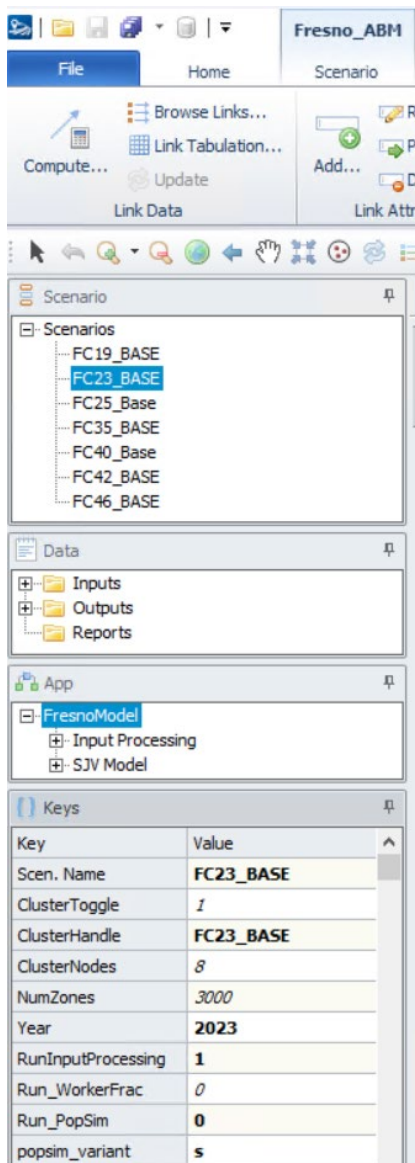 Fresno_ABM
File
Home
Scenario
Browse Links...
Link Tabulation...
Update
Compute...
Add...
R
P
D
Link Data
Link Attr
Scenario
Scenarios
FC19_BASE
FC23_BASE
FC25_Base
FC35_BASE
FC40_Base
FC42_BASE
FC46_BASE
Data
Inputs
Outputs
Reports
App
FresnoModel
Input Processing
SJV Model
Keys
Key Value
Scen. Name FC23_BASE
ClusterToggle 1
ClusterHandle FC23_BASE
ClusterNodes 8
NumZones 3000
Year 2023
RunInputProcessing 1
Run_WorkerFrac 0
Run_PopSim 0
popsim_variant s